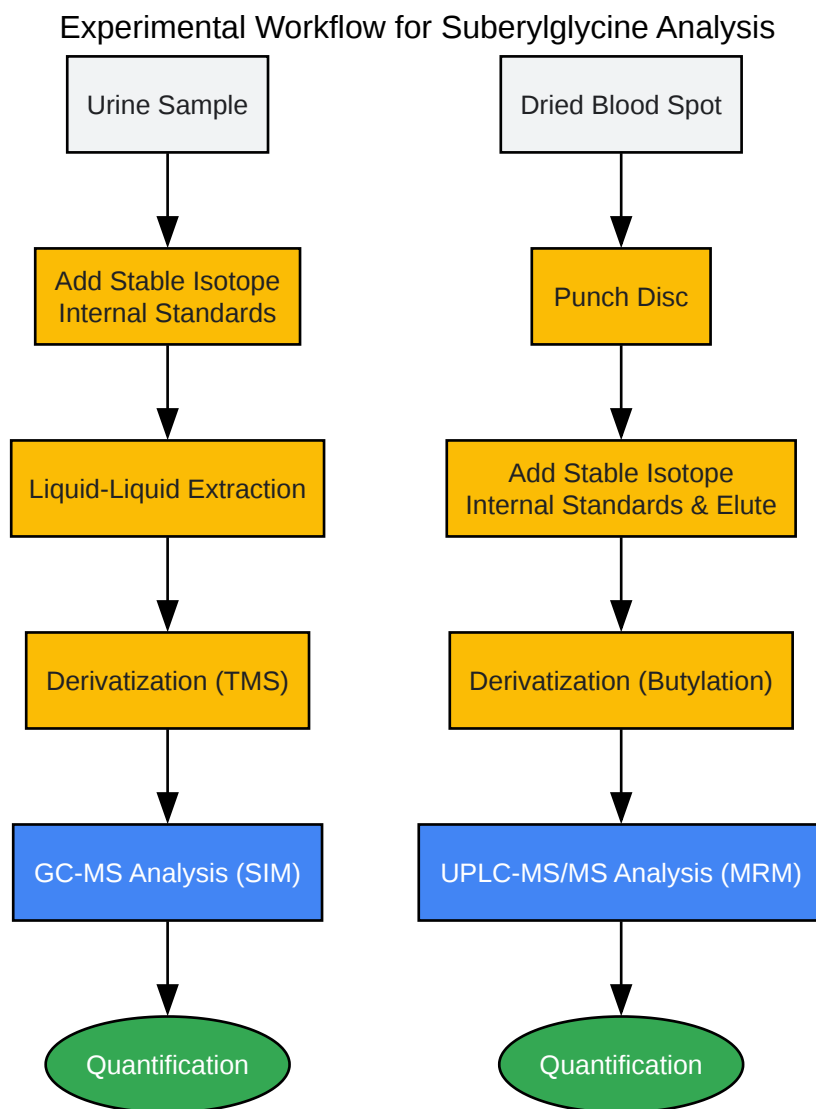 Experimental Workflow for Suberylglycine Analysis
Urine Sample
Add Stable Isotope
Internal Standards
Liquid-Liquid Extraction
Derivatization (TMS)
GC-MS Analysis (SIM)
Quantification
Dried Blood Spot
Punch Disc
Add Stable Isotope
Internal Standards & Elute
Derivatization (Butylation)
UPLC-MS/MS Analysis (MRM)
Quantification